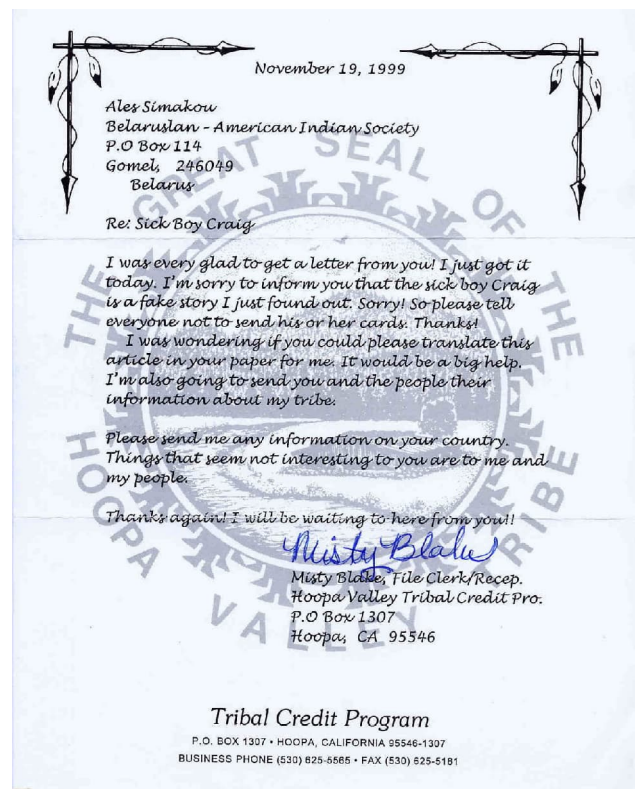 November 19, 1999
Ales Simakou
Belaruslan - American Indian Society
P.O Box 114
Gomel, 246049
Belarus
Re: Sick Boy Craig
I was every glad to get a letter from you! I just got it
today. I'm sorry to inform you that the sick boy Craig
is a fake story I just found out. Sorry! So please tell
everyone not to send his or her cards. Thanks!
I was wondering if you could please translate this
article in your paper for me. It would be a big help.
I'm also going to send you and the people their
information about my tribe.
Please send me any information on your country.
Things that seem not interesting to you are to me and
my people.
Thanks again! I will be waiting to here from you!!
Misty Blake
Misty Blake, File Clerk/Recep.
Hoopa Valley Tribal Credit Pro.
P.O Box 1307
Hoopa, CA 95546
THE GREAT SEAL OF THE
HOOPA VALLEY TRIBE
Tribal Credit Program
P.O. BOX 1307 • HOOPA, CALIFORNIA 95546-1307
BUSINESS PHONE (530) 625-5565 • FAX (530) 625-5181